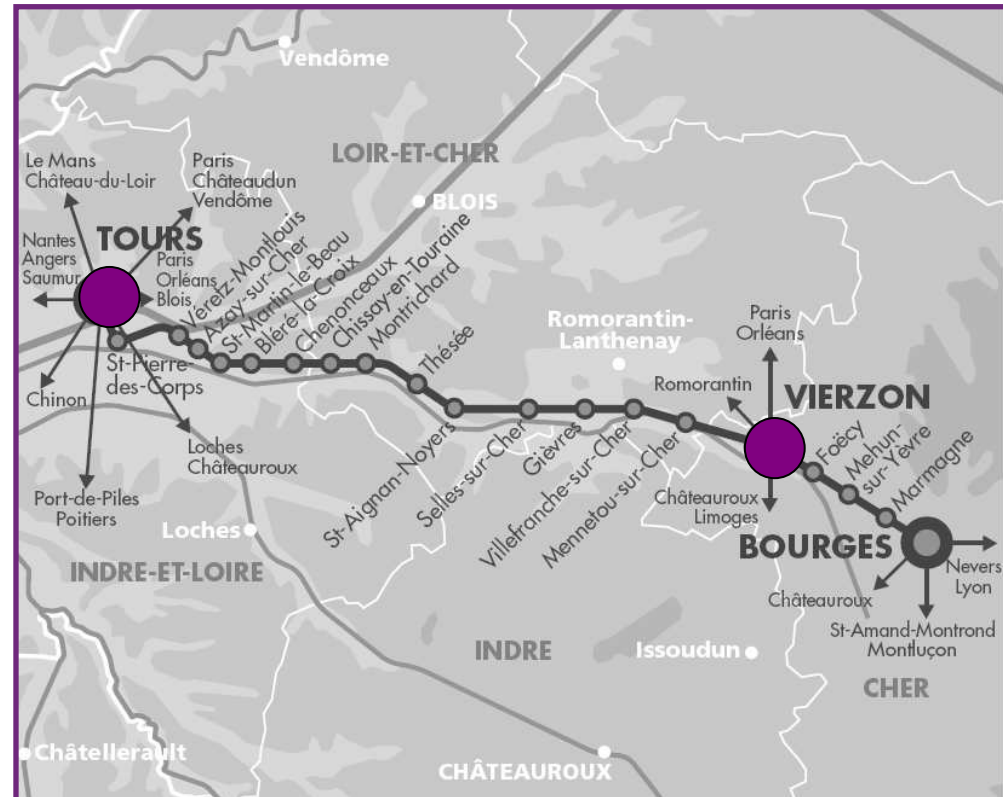 Vendôme
LOIR-ET-CHER
Le Mans
Château-du-Loir
Paris
Châteaudun
Vendôme
BLOIS
TOURS
Nantes
Angers
Saumur
Paris
Orléans
Blois
St-Pierre-
des-Corps
Véretz-Montlouis
Azay-sur-Cher
St-Martin-le-Beau
Bléré-la-Croix
Chenonceaux
Chissay-en-Touraine
Montrichard
Thésée
St-Aignan-Noyers
Selles-sur-Cher
Gièvres
Villefranche-sur-Cher
Mennetou-sur-Cher
Romorantin-
Lanthenay
Paris
Orléans
Romorantin
VIERZON
Châteauroux
Limoges
Foëcy
Mehun-
sur-Yèvre
Marmagne
BOURGES
Nevers
Lyon
Châteauroux
St-Amand-Montrond
Montluçon
Chinon
Loches
Châteauroux
Port-de-Piles
Poitiers
Loches
INDRE-ET-LOIRE
INDRE
Issoudun
CHER
Châtellerault
CHÂTEAUROUX